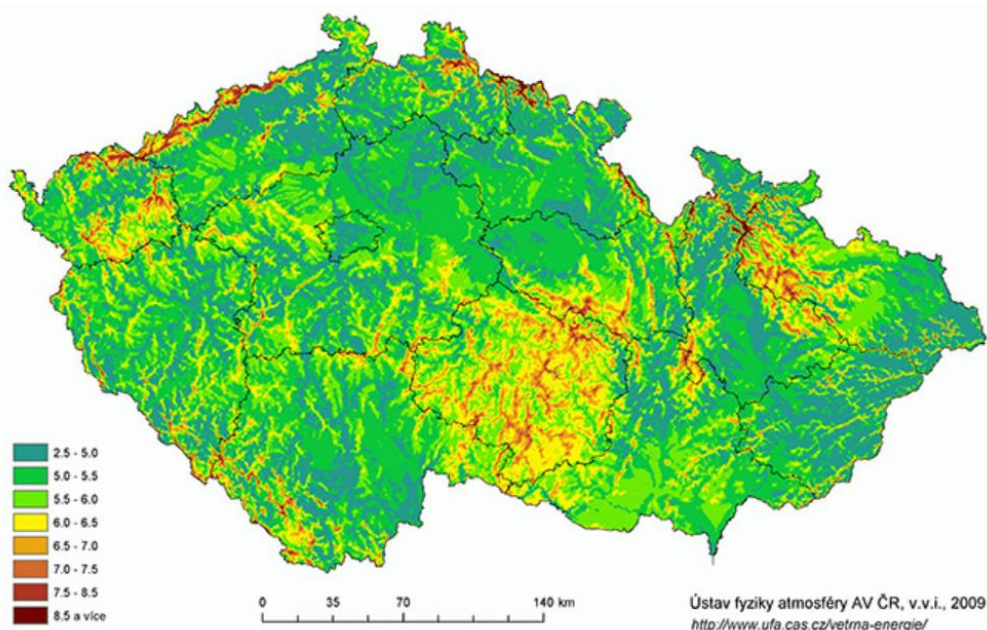 2.5 - 5.0
5.0 - 5.5
5.5 - 6.0
6.0 - 6.5
6.5 - 7.0
7.0 - 7.5
7.5 - 8.5
8.5 a více
0 35 70 140 km
Ústav fyziky atmosféry AV ČR, v.v.i., 2009
http://www.ufa.cas.cz/vetrna-energie/